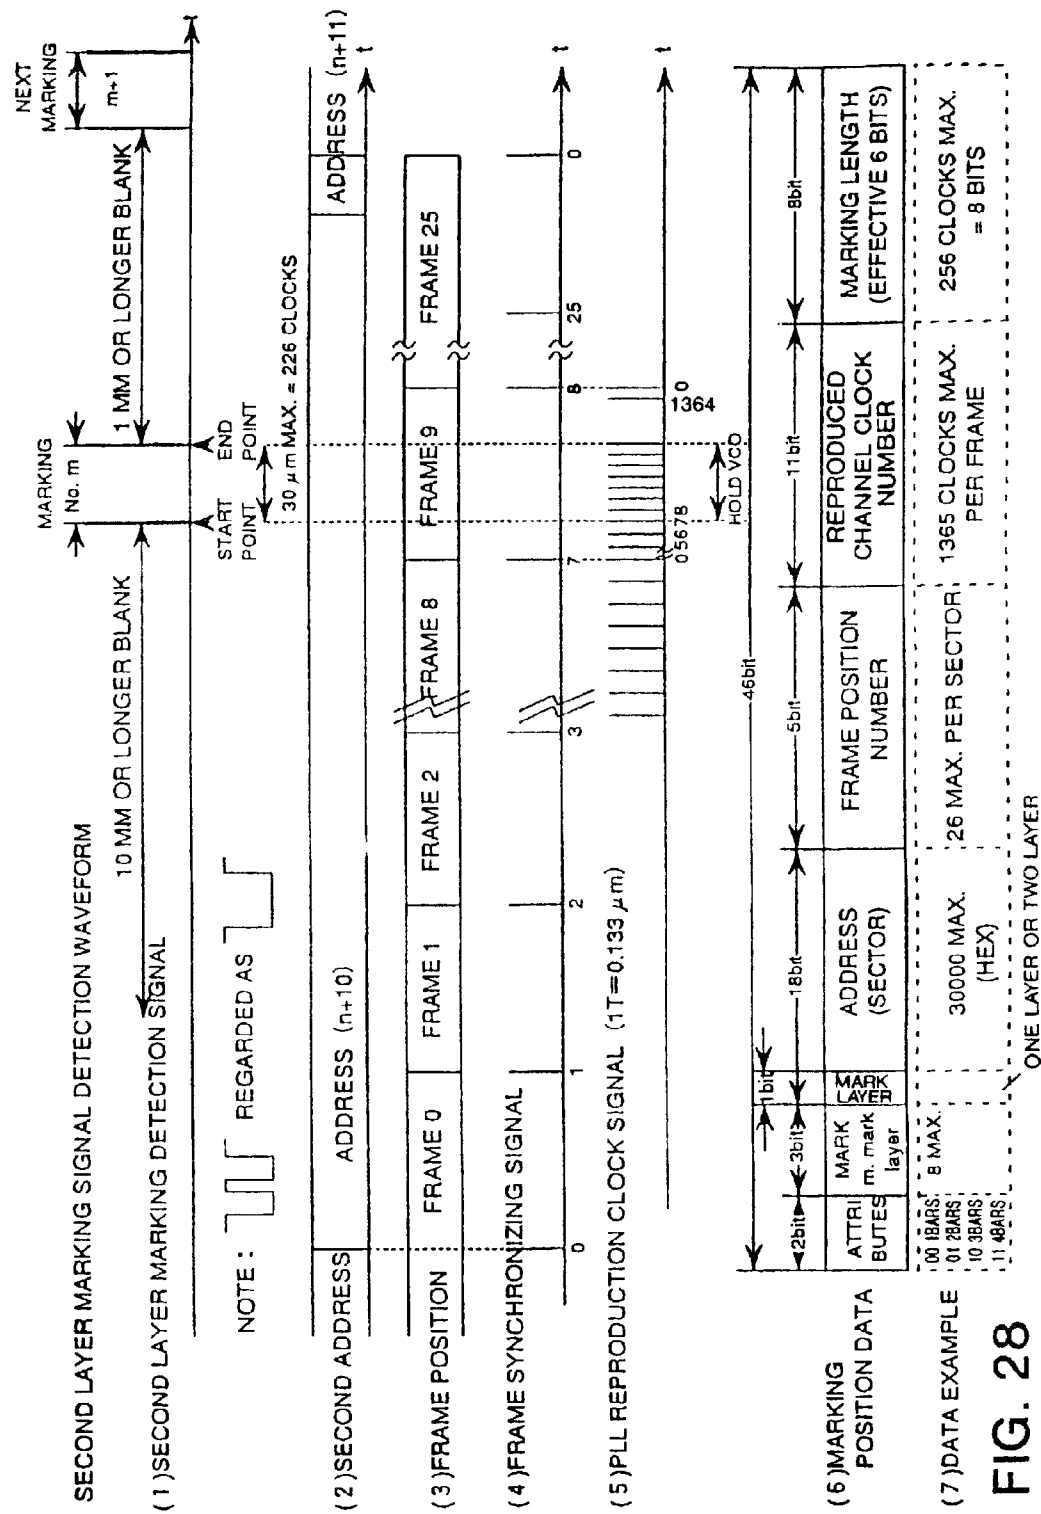 SECOND LAYER MARKING SIGNAL DETECTION WAVEFORM
MARKING
No. m
NEXT
MARKING
m+1
10 MM OR LONGER BLANK
1 MM OR LONGER BLANK
t
(1)SECOND LAYER MARKING DETECTION SIGNAL
START
POINT
END
POINT
NOTE :
REGARDED AS
30 μm MAX. = 226 CLOCKS
(2)SECOND ADDRESS
ADDRESS (n+10)
ADDRESS (n+11)
t
(3)FRAME POSITION
FRAME 0
FRAME 1
FRAME 2
FRAME 8
FRAME 9
FRAME 25
(4)FRAME SYNCHRONIZING SIGNAL
t
0
1
2
3
7
8
25
0
(5)PLL REPRODUCTION CLOCK SIGNAL (1T=0.133 μm)
t
0 5 6 7 8
1364
0
HOLD VCO
46bit
2bit
3bit
1bit
18bit
5bit
11bit
8bit
(6)MARKING
POSITION DATA
ATTRI
BUTES
MARK
m. mark
layer
MARK
LAYER
ADDRESS
(SECTOR)
FRAME POSITION
NUMBER
REPRODUCED
CHANNEL CLOCK
NUMBER
MARKING LENGTH
(EFFECTIVE 6 BITS)
(7)DATA EXAMPLE
00 1BARS
01 2BARS
10 3BARS
11 4BARS
8 MAX.
30000 MAX.
(HEX)
26 MAX. PER SECTOR
1365 CLOCKS MAX.
PER FRAME
256 CLOCKS MAX.
= 8 BITS
ONE LAYER OR TWO LAYER
FIG. 28